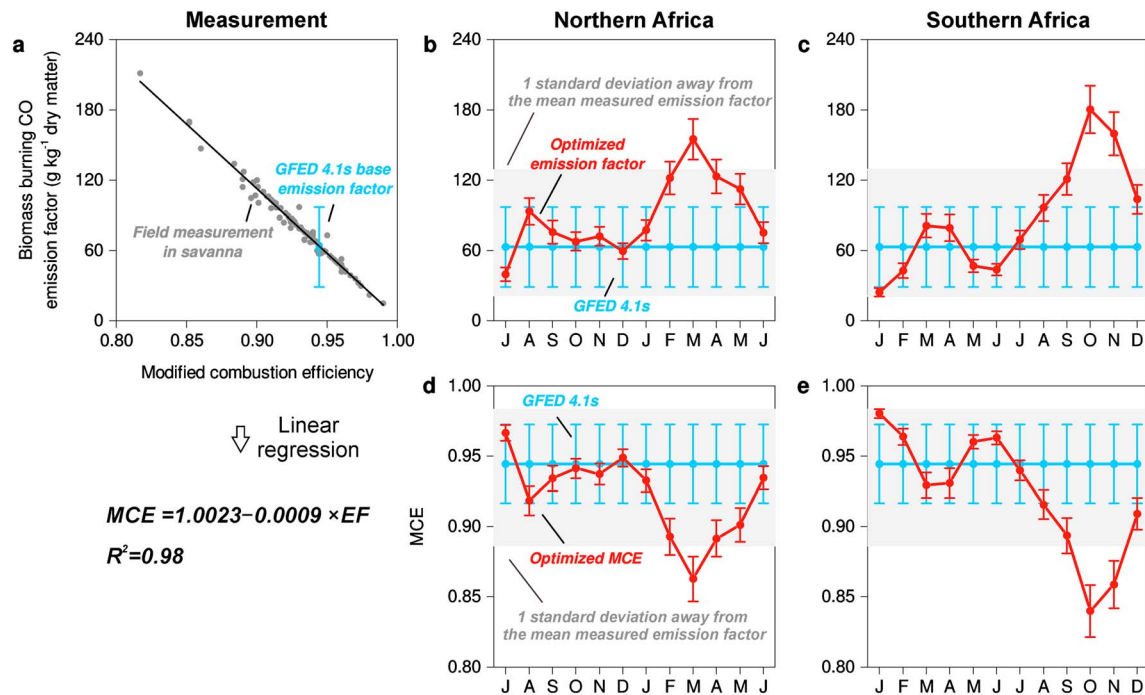 Measurement
Northern Africa
Southern Africa
a
b
c
Biomass burning CO
emission factor (g kg⁻¹ dry matter)
240
180
120
60
0
GFED 4.1s base
emission factor
Field measurement
in savanna
0.80 0.85 0.90 0.95 1.00
Modified combustion efficiency
240
180
120
60
0
1 standard deviation away from
the mean measured emission factor
Optimized
emission factor
GFED 4.1s
J A S O N D J F M A M J
240
180
120
60
0
J F M A M J J A S O N D
Linear
regression
MCE =1.0023−0.0009 ×EF
R²=0.98
d
e
MCE
1.00
0.95
0.90
0.85
0.80
GFED 4.1s
Optimized MCE
1 standard deviation away from
the mean measured emission factor
J A S O N D J F M A M J
1.00
0.95
0.90
0.85
0.80
J F M A M J J A S O N D